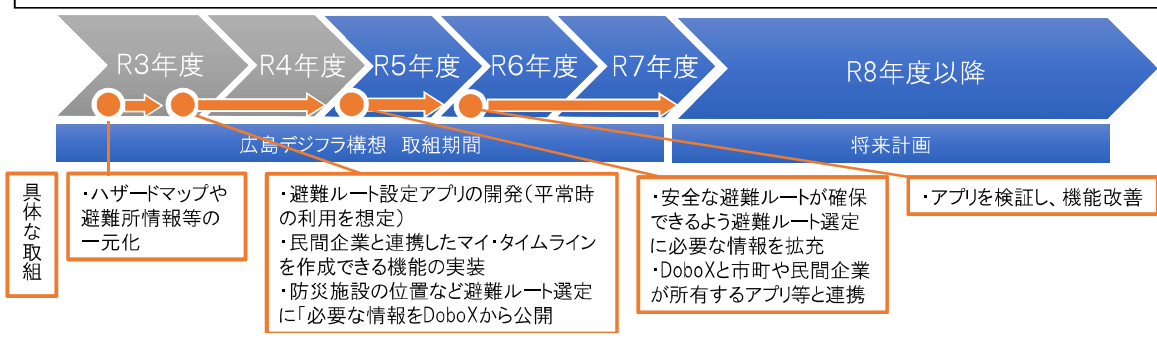 R3年度
R4年度
R5年度
R6年度
R7年度
R8年度以降
広島デジフラ構想 取組期間
将来計画
具体な取組
・ハザードマップや
避難所情報等の
一元化
・避難ルート設定アプリの開発(平常時
の利用を想定)
・民間企業と連携したマイ・タイムライン
を作成できる機能の実装
・防災施設の位置など避難ルート選定
に「必要な情報をDoboXから公開
・安全な避難ルートが確保
できるよう避難ルート選定
に必要な情報を拡充
・DoboXと市町や民間企業
が所有するアプリ等と連携
・アプリを検証し、機能改善